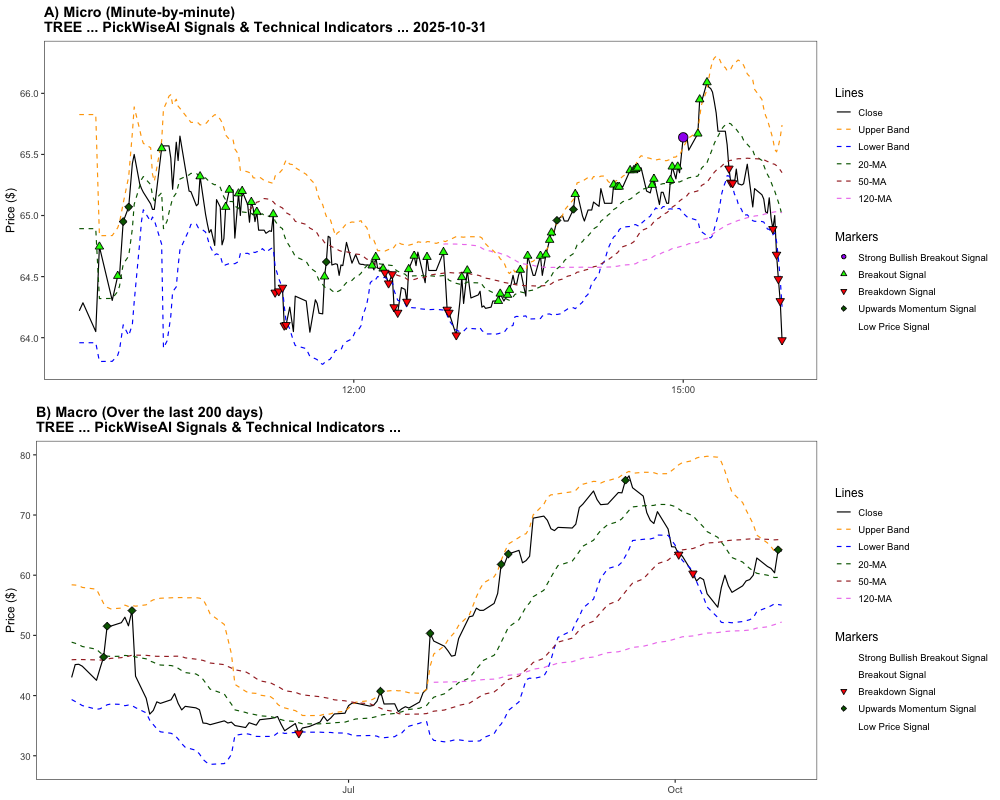 A) Micro (Minute-by-minute)
TREE ... PickWiseAI Signals & Technical Indicators ... 2025-10-31
Price ($)
66.0
65.5
65.0
64.5
64.0
12:00
15:00
Lines
Close
Upper Band
Lower Band
20-MA
50-MA
120-MA
Markers
Strong Bullish Breakout Signal
Breakout Signal
Breakdown Signal
Upwards Momentum Signal
Low Price Signal
B) Macro (Over the last 200 days)
TREE ... PickWiseAI Signals & Technical Indicators ...
Price ($)
80
70
60
50
40
30
Jul
Oct
Lines
Close
Upper Band
Lower Band
20-MA
50-MA
120-MA
Markers
Strong Bullish Breakout Signal
Breakout Signal
Breakdown Signal
Upwards Momentum Signal
Low Price Signal